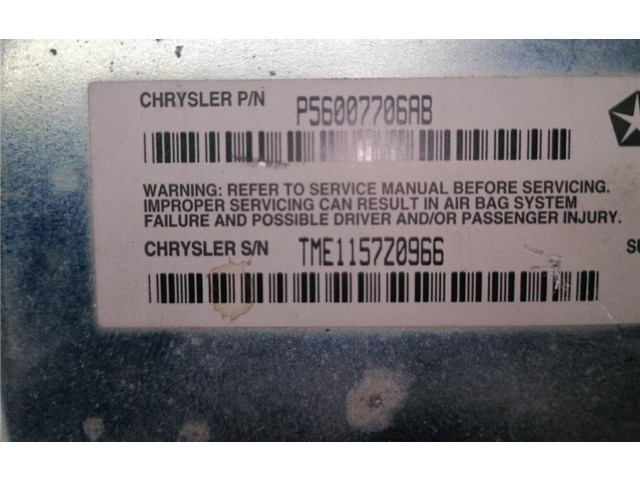 CHRYSLER P/N P56007706AB
WARNING: REFER TO SERVICE MANUAL BEFORE SERVICING.
IMPROPER SERVICING CAN RESULT IN AIR BAG SYSTEM
FAILURE AND POSSIBLE DRIVER AND/OR PASSENGER INJURY.
CHRYSLER S/N TME1157Z0966